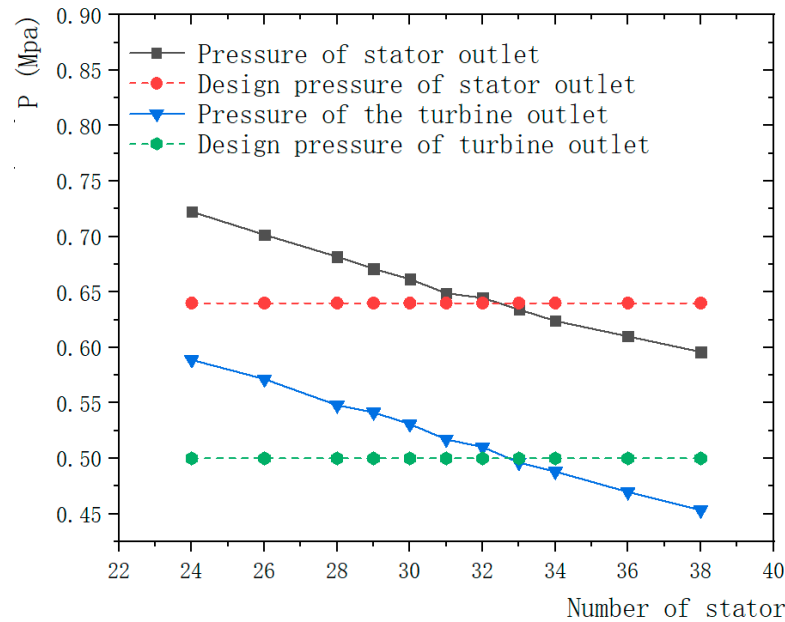 P (Mpa)
0.90
0.85
0.80
0.75
0.70
0.65
0.60
0.55
0.50
0.45
Pressure of stator outlet
Design pressure of stator outlet
Pressure of the turbine outlet
Design pressure of turbine outlet
22 24 26 28 30 32 34 36 38 40
Number of stator